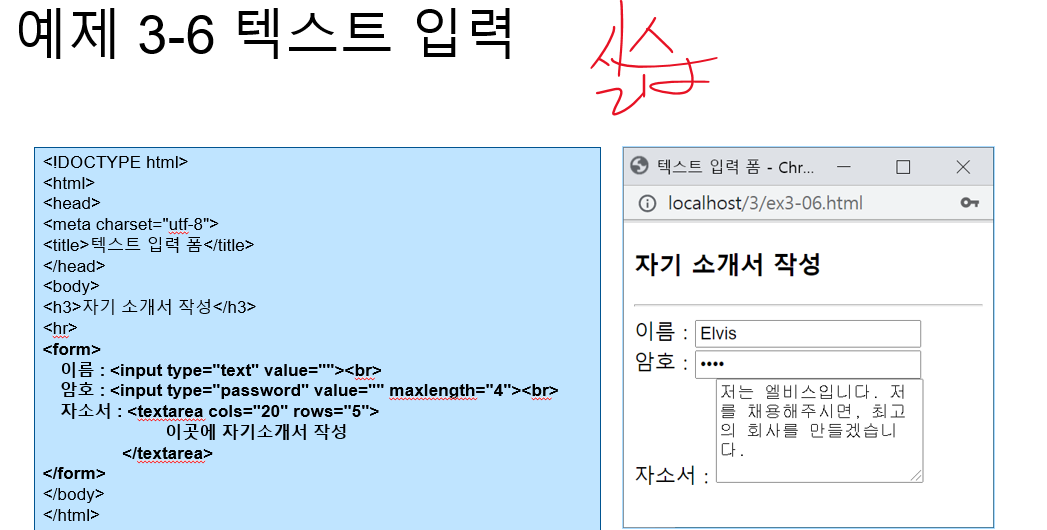 예제 3-6 텍스트 입력
실습
<!DOCTYPE html>
<html>
<head>
<meta charset="utf-8">
<title>텍스트 입력 폼</title>
</head>
<body>
<h3>자기 소개서 작성</h3>
<hr>
<form>
이름 : <input type="text" value=""><br>
암호 : <input type="password" value="" maxlength="4"><br>
자소서 : <textarea cols="20" rows="5">
이곳에 자기소개서 작성
</textarea>
</form>
</body>
</html>
텍스트 입력 폼 - Chr...
localhost/3/ex3-06.html
자기 소개서 작성
이름 : Elvis
암호 : ••••
저는 엘비스입니다. 저
를 채용해주시면, 최고
의 회사를 만들겠습니
다.
자소서 :